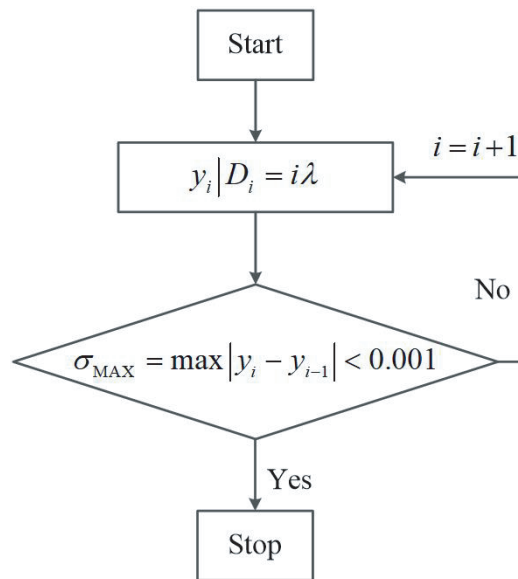 Start
i = i+1
y_i | D_i = iλ
No
σ_MAX = max|y_i − y_{i−1}| < 0.001
Yes
Stop